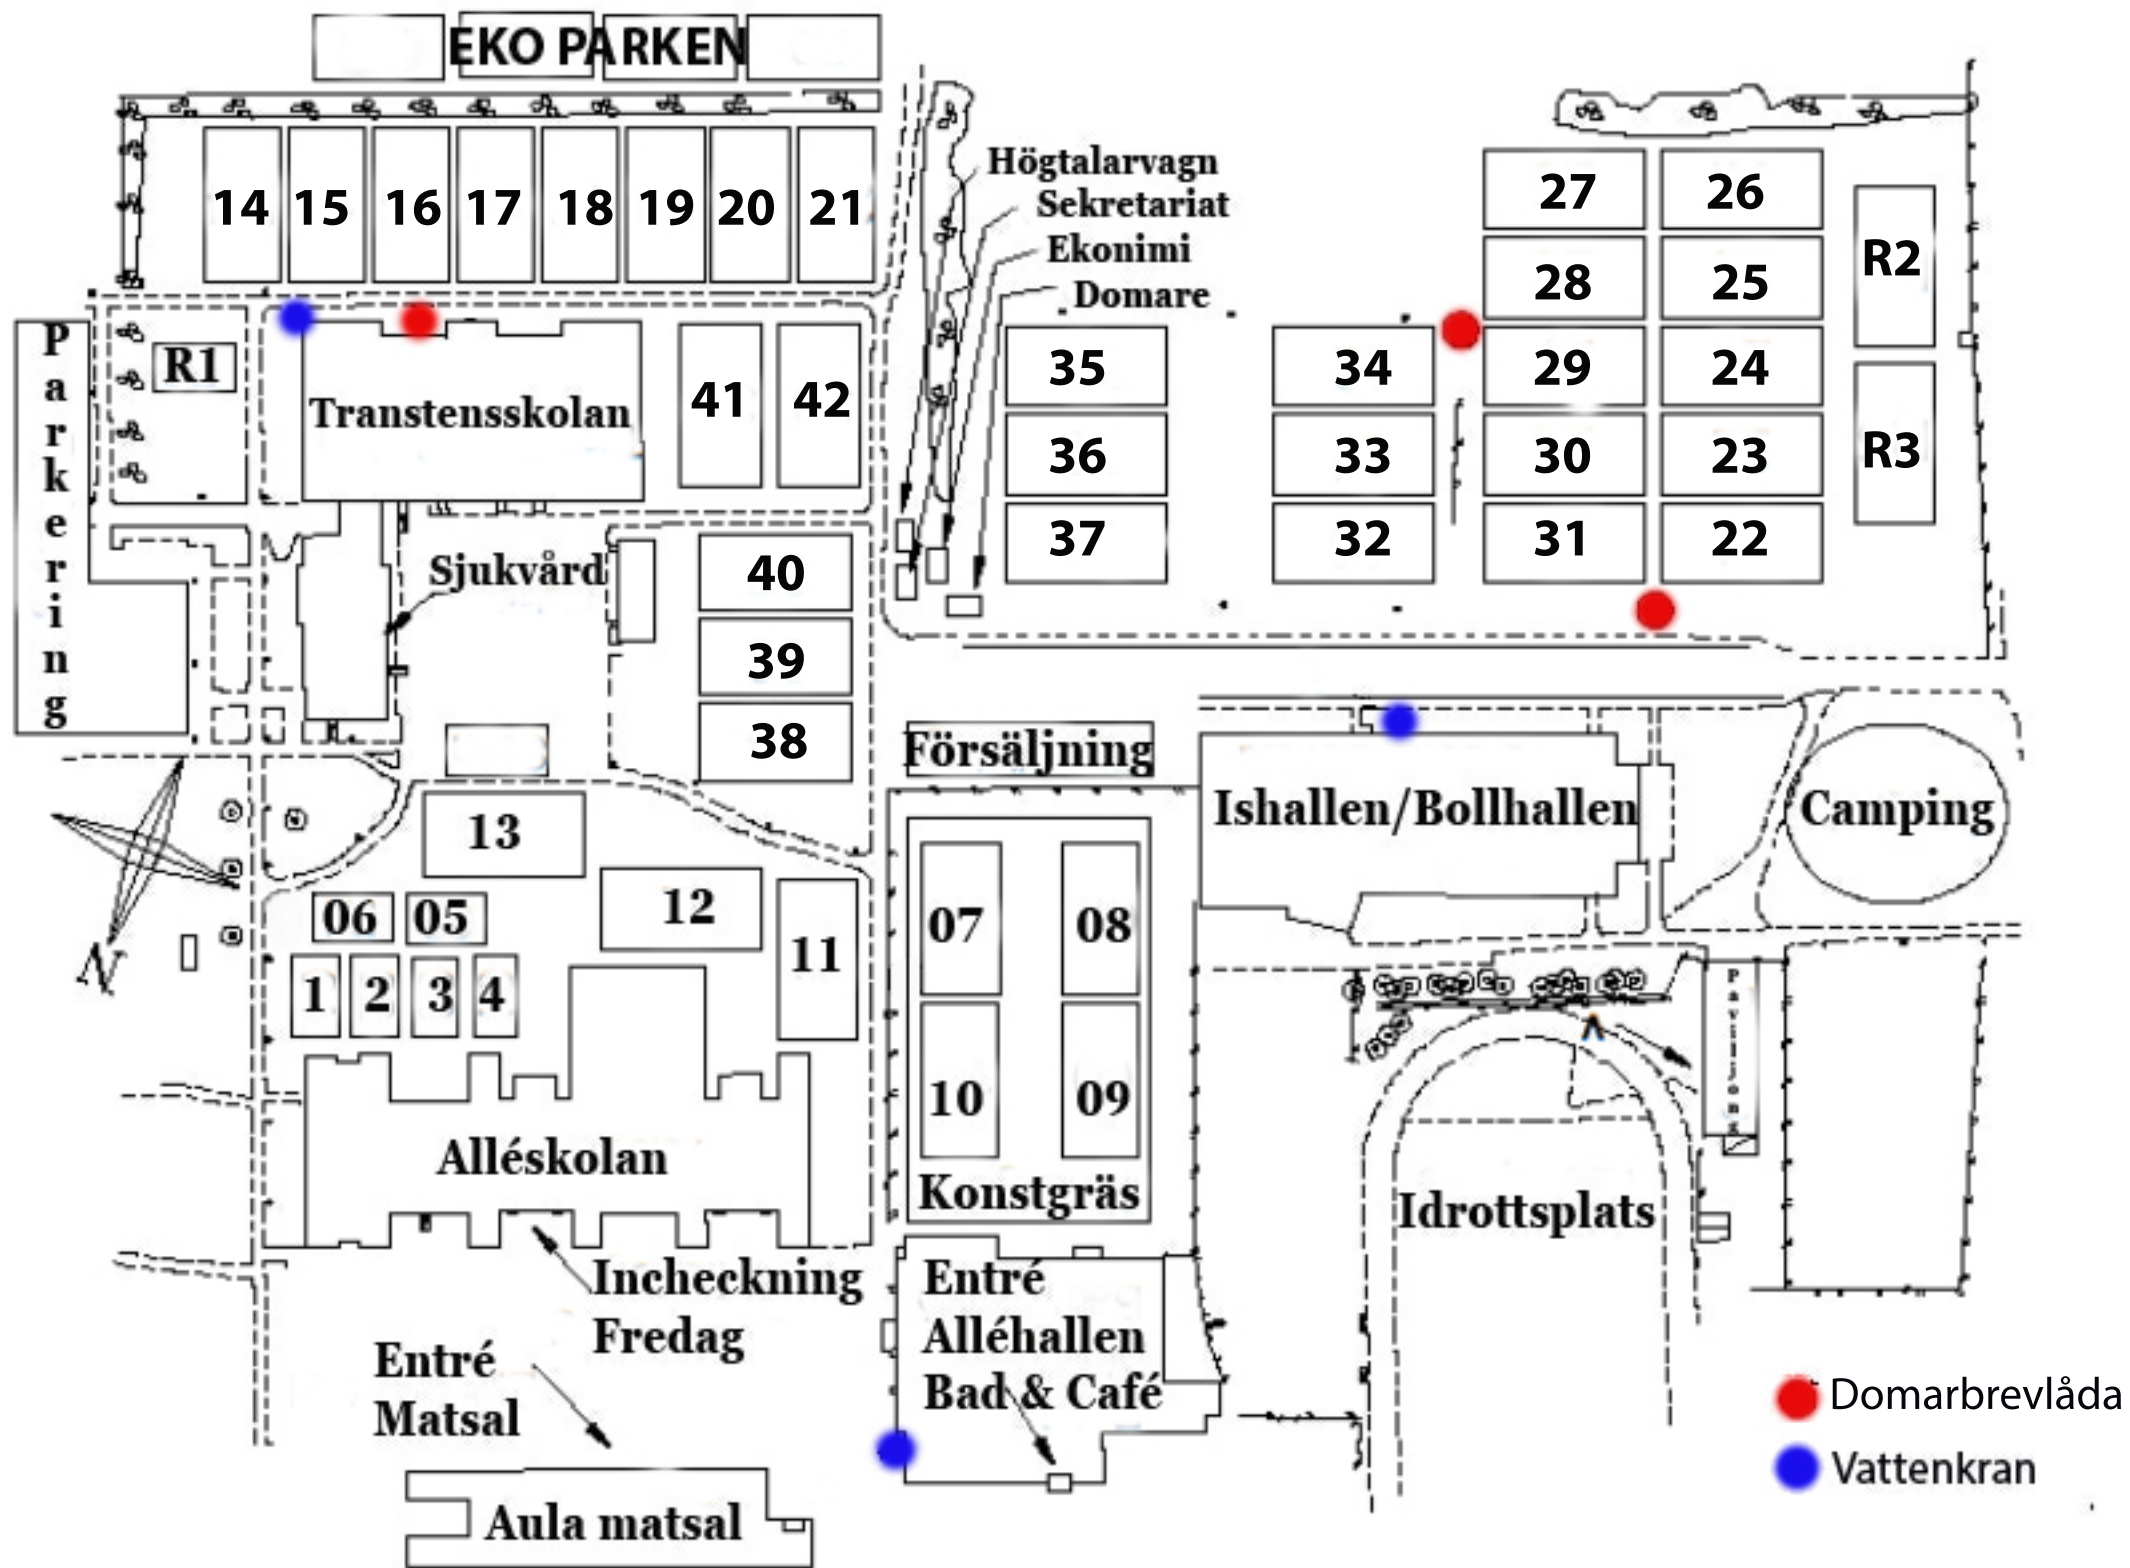 EKO PARKEN
14 15 16 17 18 19 20 21
Högtalarvagn
Sekretariat
Ekonimi
Domare
27 26
28 25
R2
35 34 29 24
36 33 30 23
R3
37 32 31 22
Parkering
R1
Transtensskolan
41 42
Sjukvård
40
39
38
Försäljning
Ishallen/Bollhallen
Camping
13
12
11
06 05
1 2 3 4
07 08
10 09
Konstgräs
N
Paviljong
Alléskolan
Idrottsplats
Incheckning
Fredag
Entré
Alléhallen
Bad & Café
Entré
Matsal
Aula matsal
Domarbrevlåda
Vattenkran